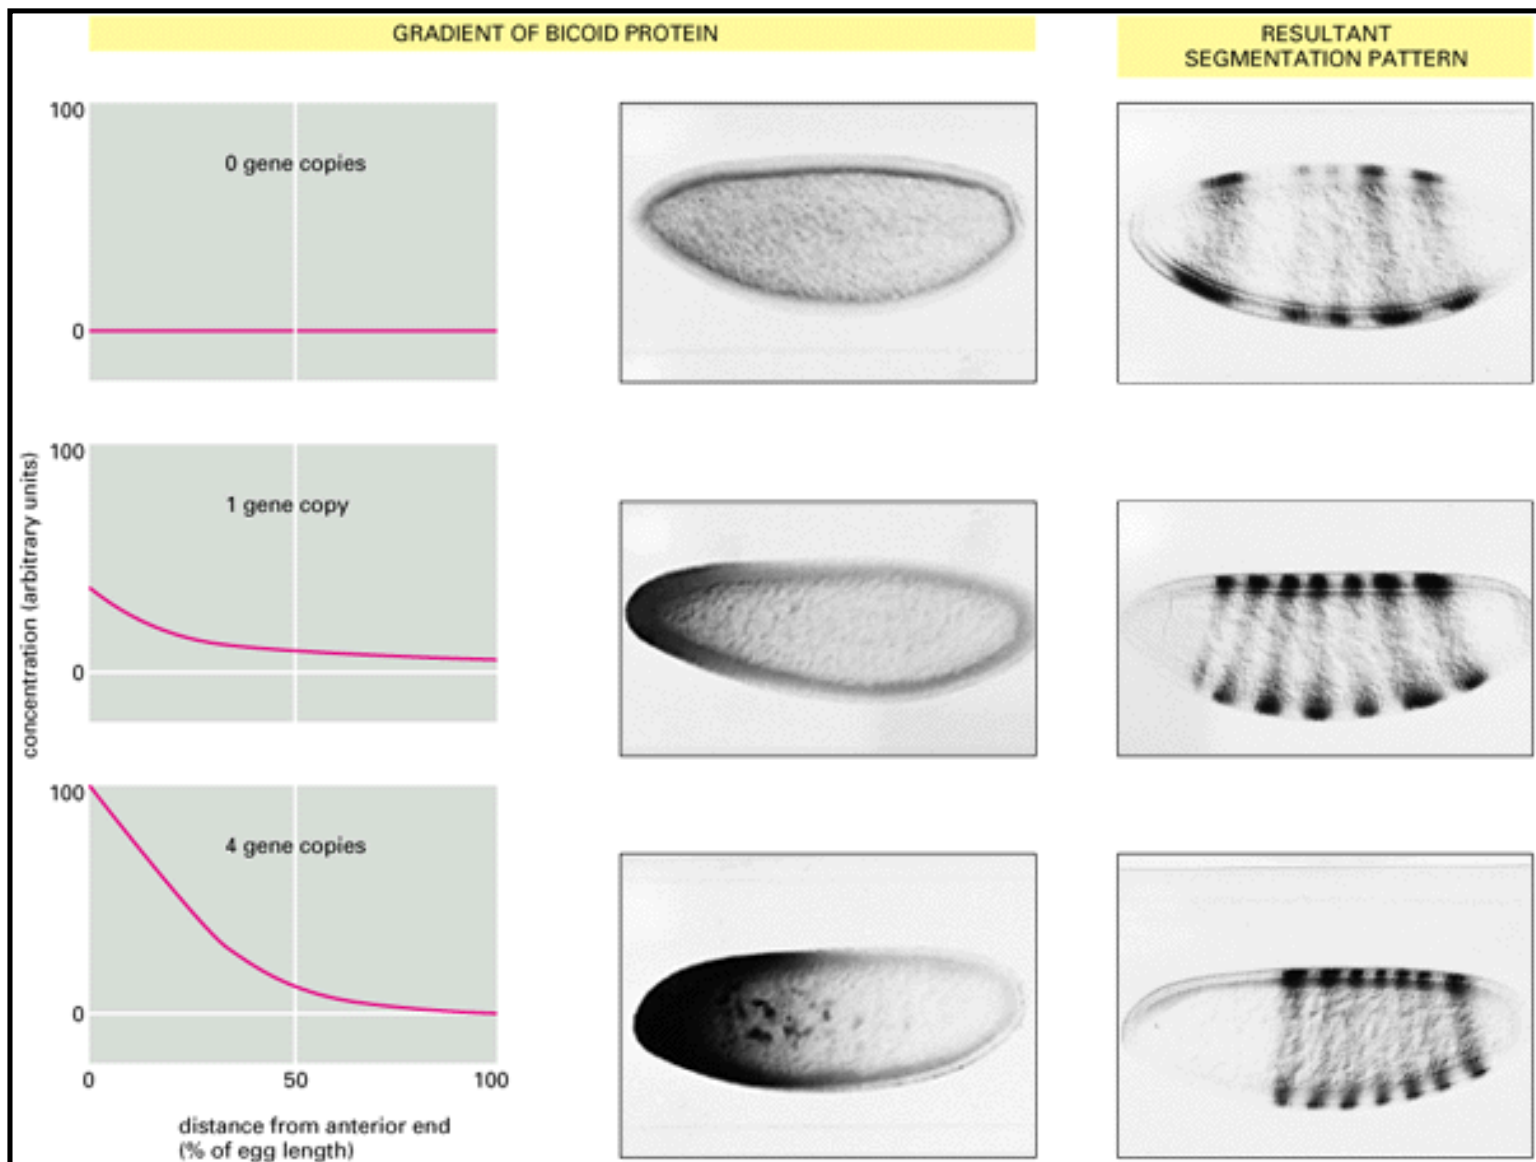 GRADIENT OF BICOID PROTEIN
RESULTANT
SEGMENTATION PATTERN
100
0 gene copies
0
concentration (arbitrary units)
100
1 gene copy
0
100
4 gene copies
0
0 50 100
distance from anterior end
(% of egg length)